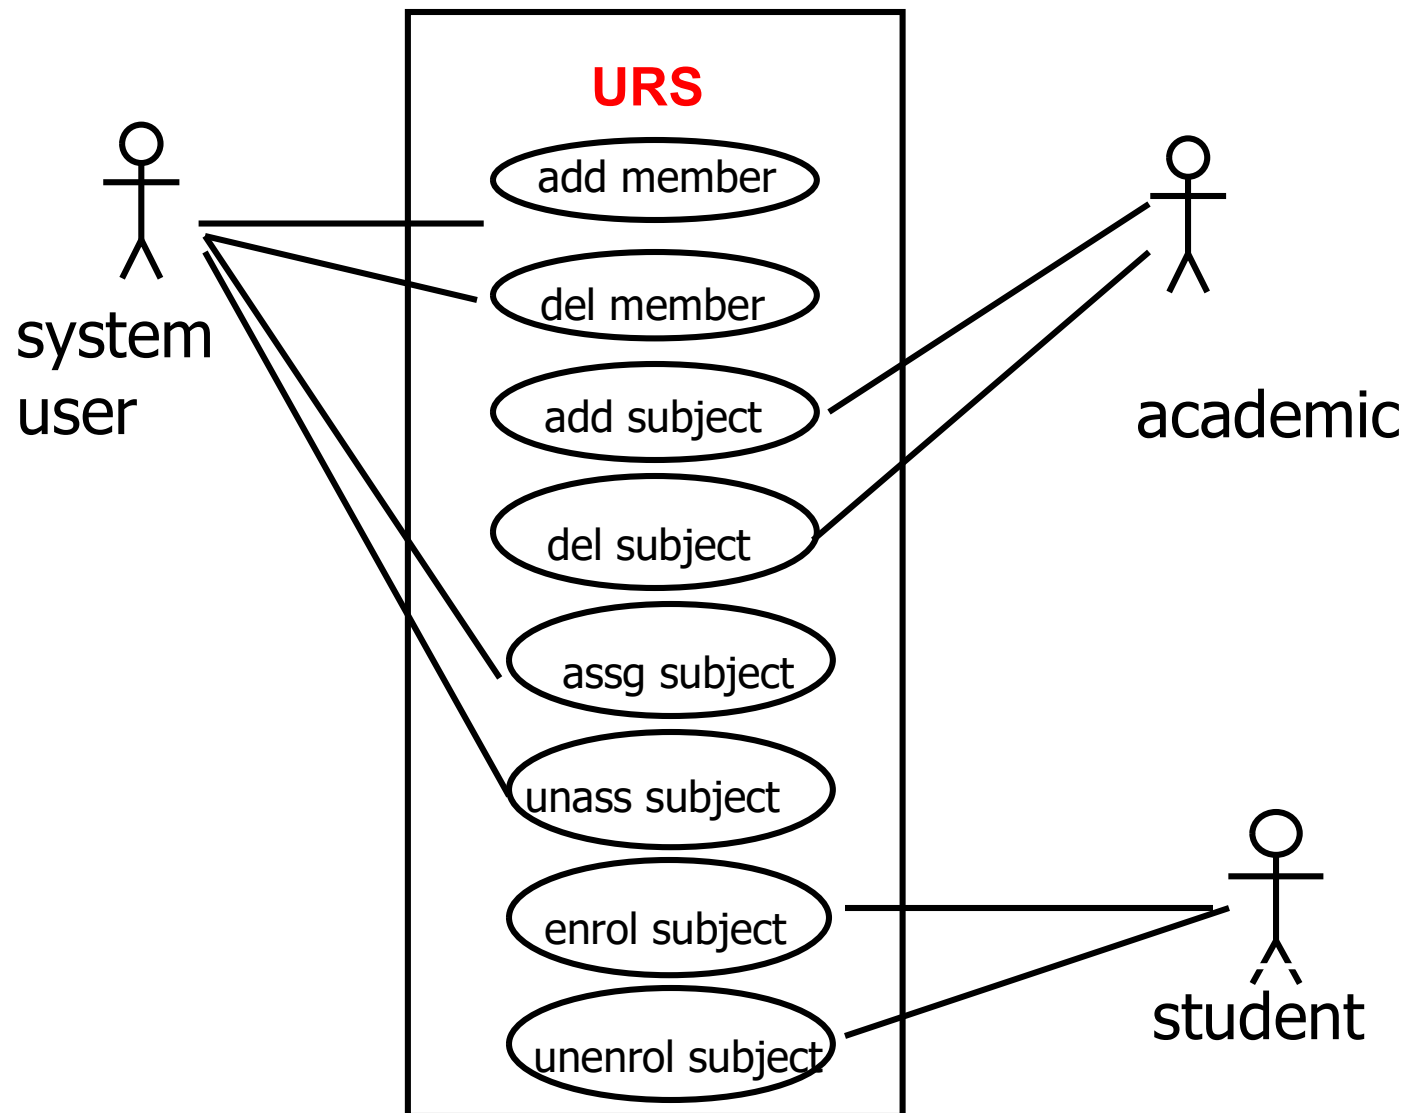 URS
add member
del member
system
user
add subject
academic
del subject
assg subject
unass subject
enrol subject
student
unenrol subject